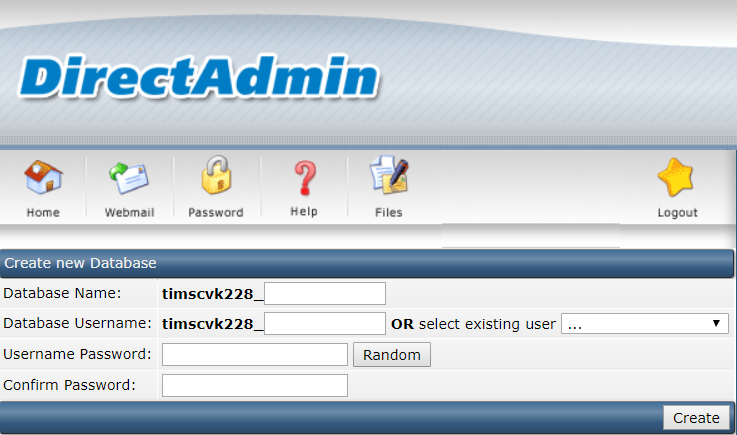 DirectAdmin
Home Webmail Password Help Files Logout
Create new Database
Database Name: timscvk228_
Database Username: timscvk228_ OR select existing user ...
Username Password: Random
Confirm Password:
Create